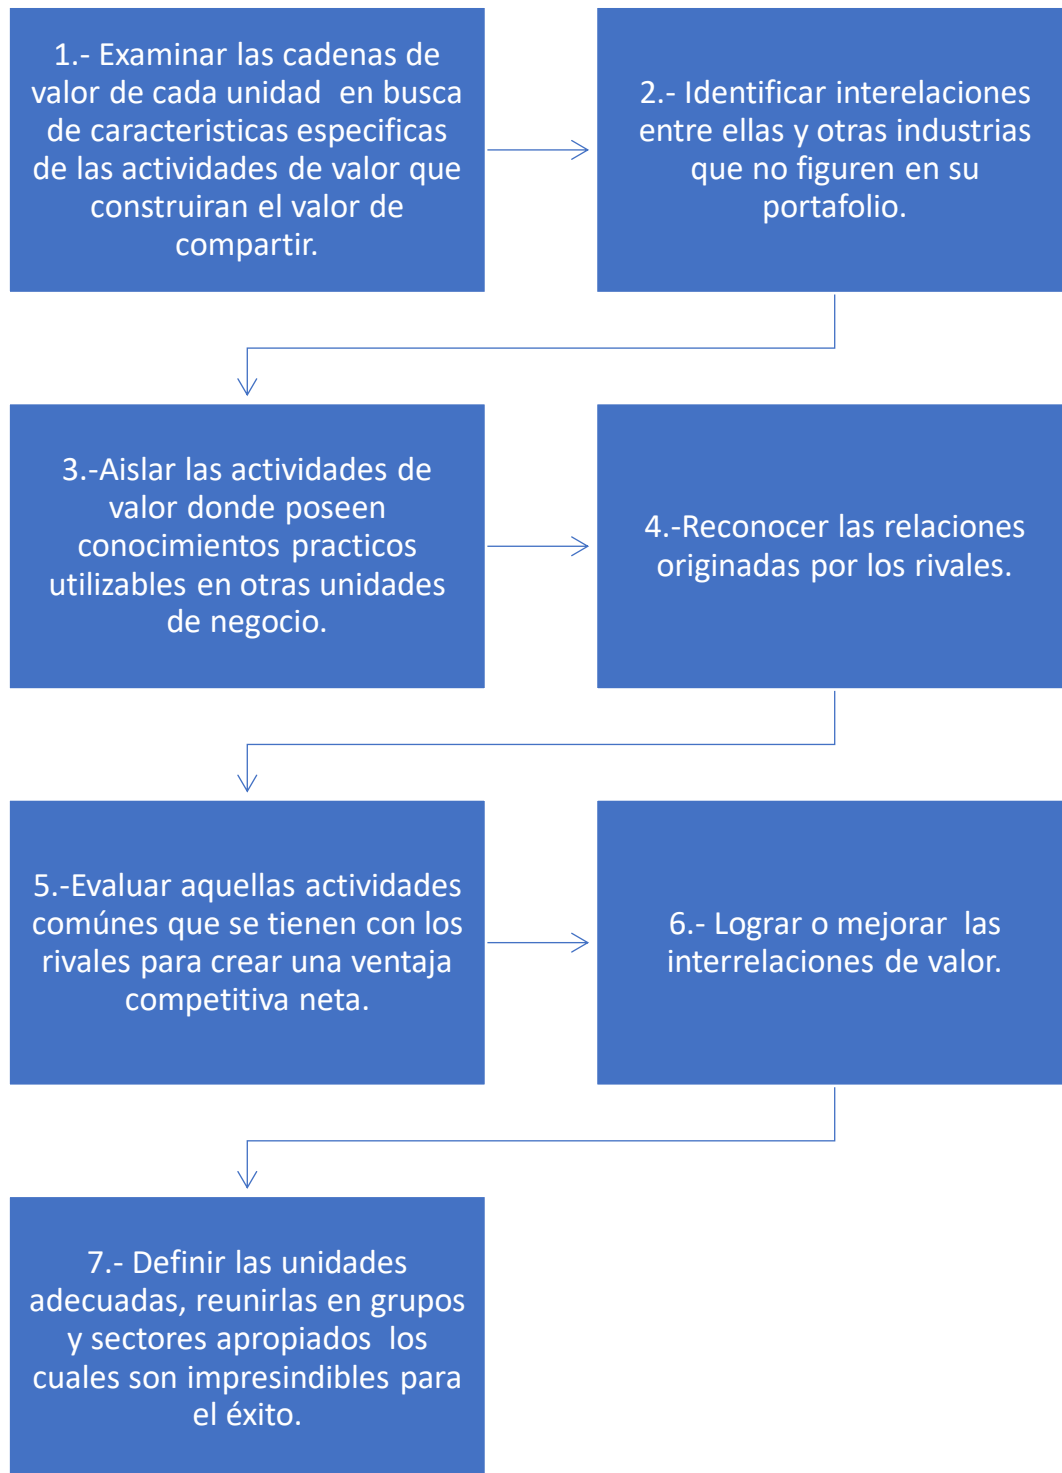 1.- Examinar las cadenas de
valor de cada unidad  en busca
de caracteristicas especificas
de las actividades de valor que
construiran el valor de
compartir.
2.- Identificar interelaciones
entre ellas y otras industrias
que no figuren en su
portafolio.
3.-Aislar las actividades de
valor donde poseen
conocimientos practicos
utilizables en otras unidades
de negocio.
4.-Reconocer las relaciones
originadas por los rivales.
5.-Evaluar aquellas actividades
comúnes que se tienen con los
rivales para crear una ventaja
competitiva neta.
6.- Lograr o mejorar  las
interrelaciones de valor.
7.- Definir las unidades
adecuadas, reunirlas en grupos
y sectores apropiados  los
cuales son impresindibles para
el éxito.